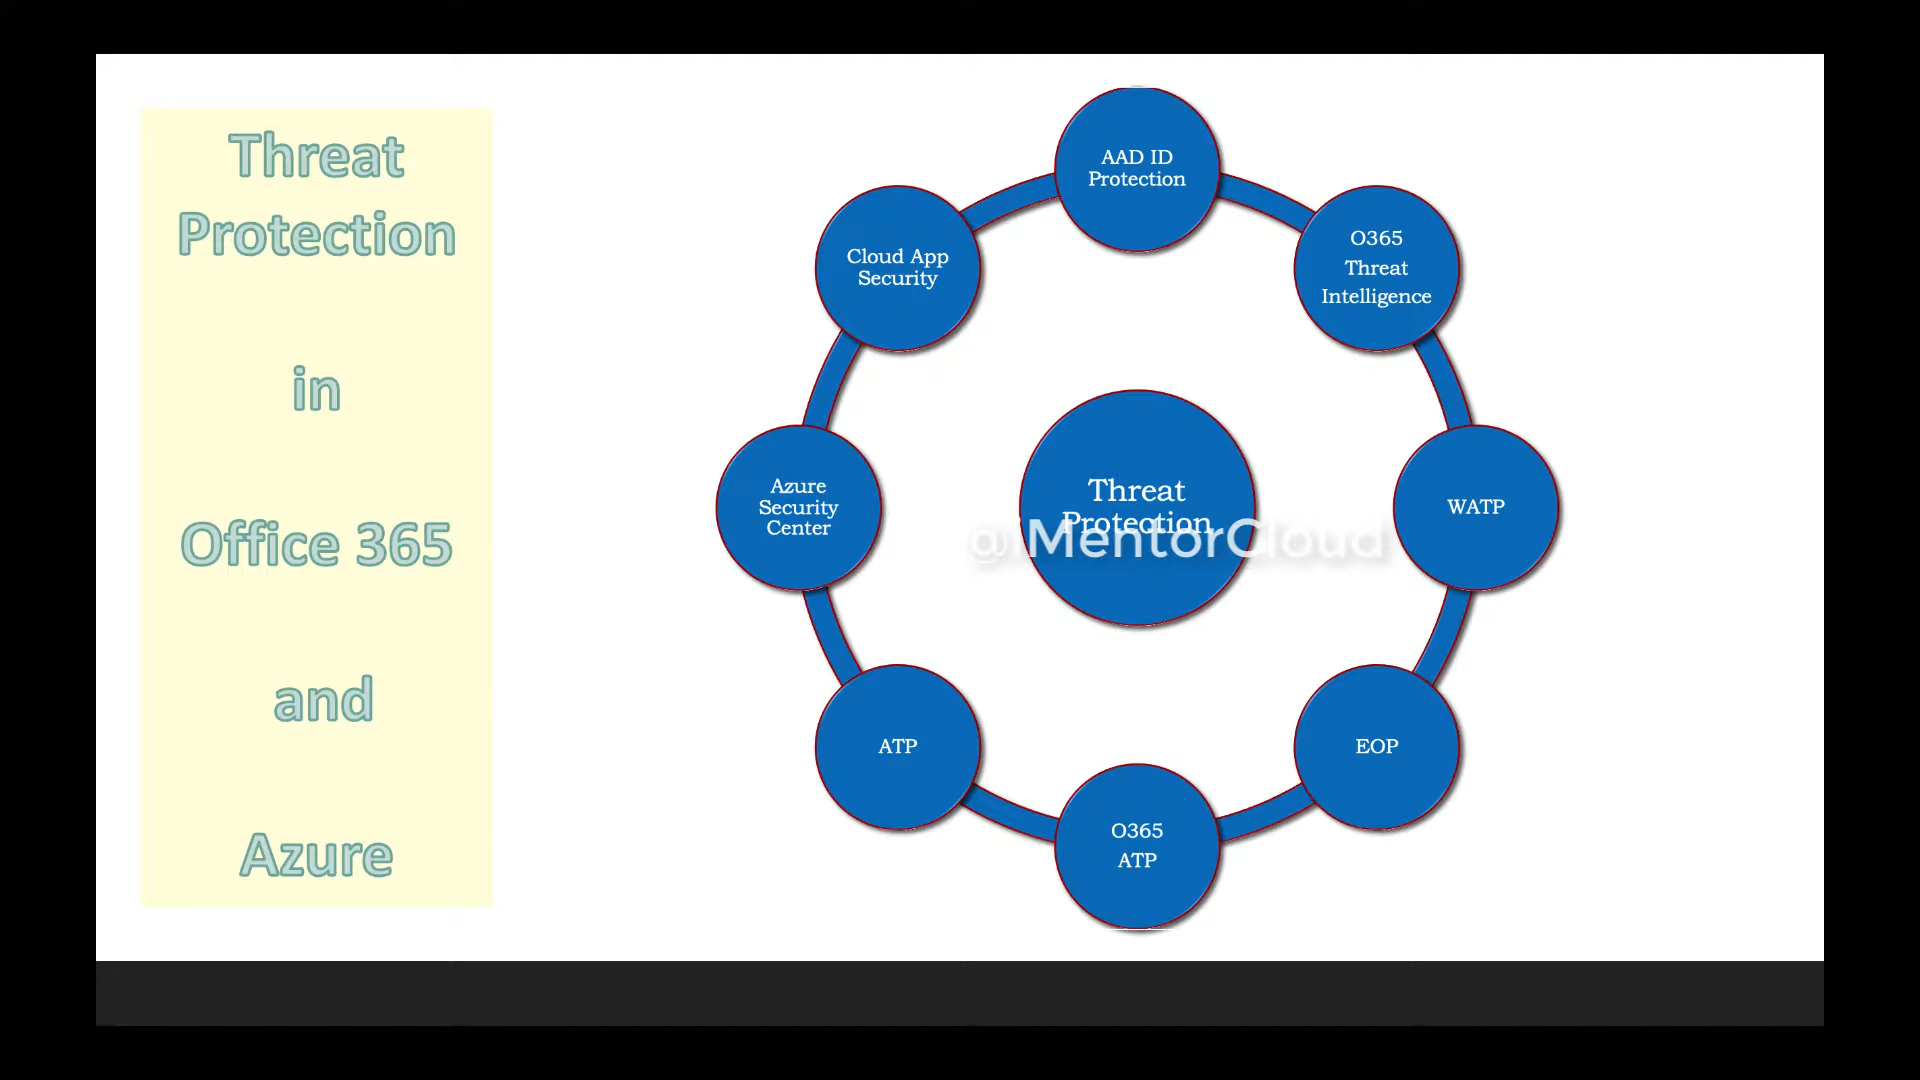 Threat
Protection
in
Office 365
and
Azure
AAD ID
Protection
O365
Threat
Intelligence
WATP
EOP
O365
ATP
ATP
Azure
Security
Center
Cloud App
Security
Threat
Protection
@iMentorCloud